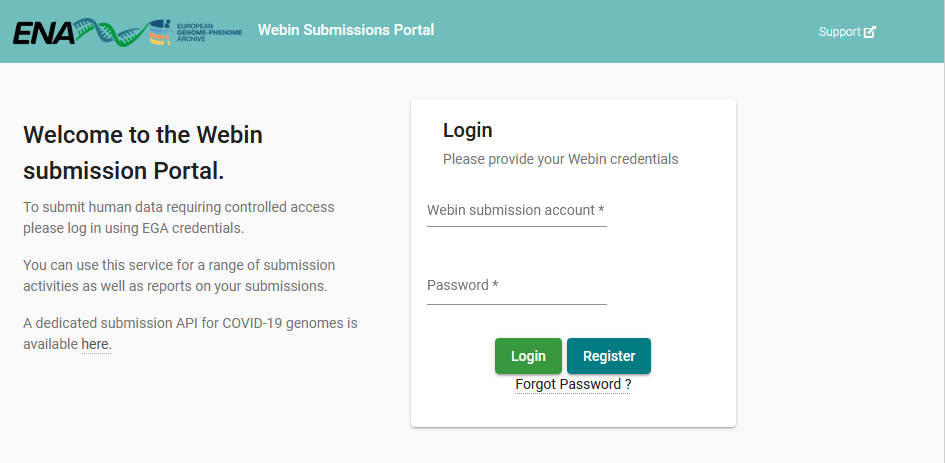 ENA
EUROPEAN
GENOME-PHENOME
ARCHIVE
Webin Submissions Portal
Support
Welcome to the Webin
submission Portal.
To submit human data requiring controlled access
please log in using EGA credentials.
You can use this service for a range of submission
activities as well as reports on your submissions.
A dedicated submission API for COVID-19 genomes is
available here.
Login
Please provide your Webin credentials
Webin submission account *
Password *
Login Register
Forgot Password ?